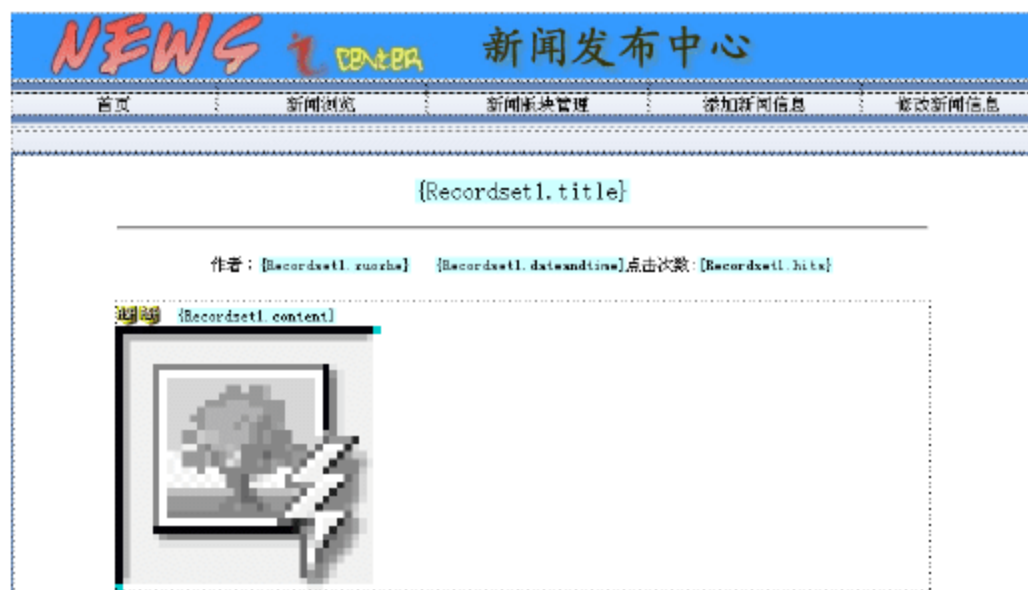 NEWS i CENTER 新闻发布中心
首页 新闻浏览 新闻版块管理 添加新闻信息 修改新闻信息
{Recordset1.title}
作者：{Recordset1.zuozhe} {Recordset1.dateandtime}点击次数:{Recordset1.hits}
{Recordset1.content}